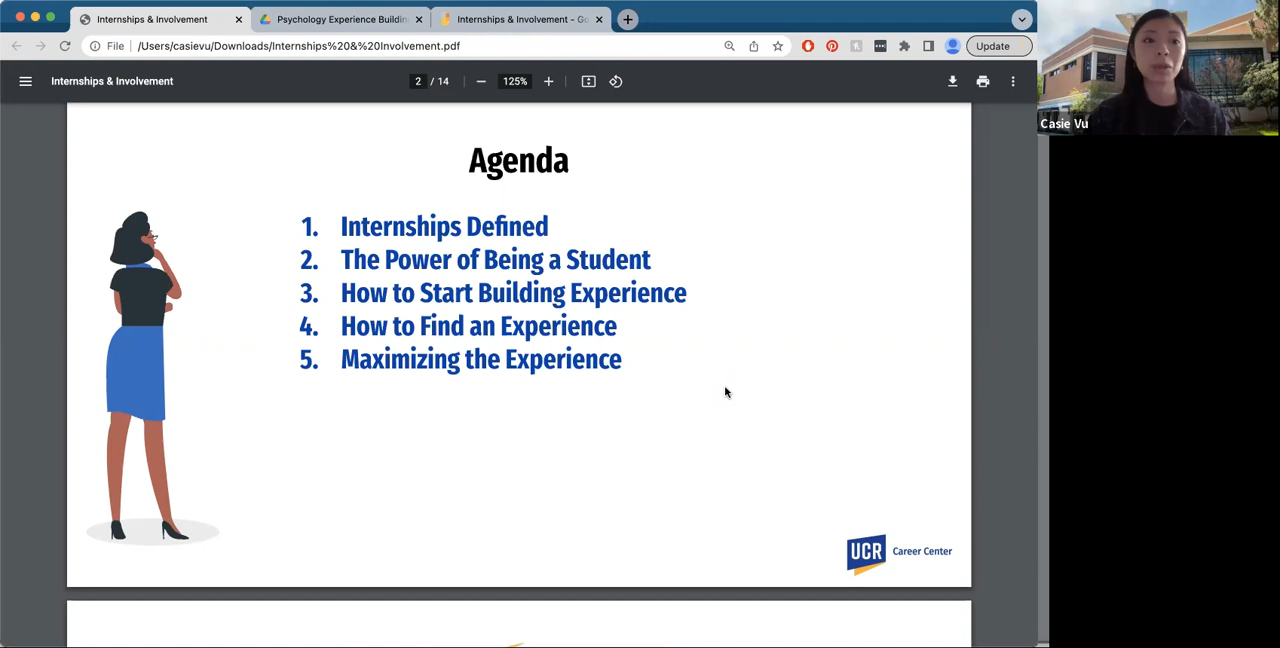 Internships & Involvement
Psychology Experience Buildin
Internships & Involvement - Go
File
/Users/casievu/Downloads/Internships%20&%20Involvement.pdf
Update
Internships & Involvement
2 / 14
125%
Casie Vu
Agenda
1. Internships Defined
2. The Power of Being a Student
3. How to Start Building Experience
4. How to Find an Experience
5. Maximizing the Experience
UCR Career Center